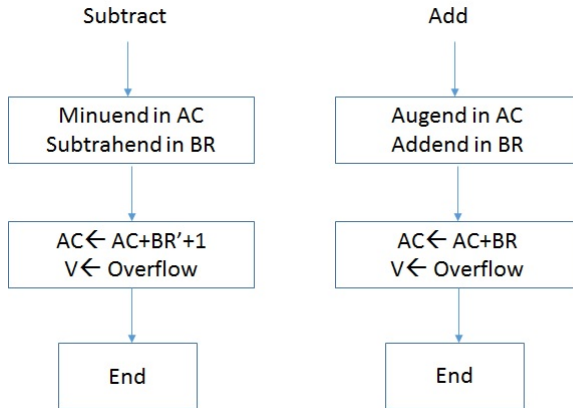 Subtract
Minuend in AC
Subtrahend in BR
AC← AC+BR’+1
V← Overflow
End
Add
Augend in AC
Addend in BR
AC← AC+BR
V← Overflow
End